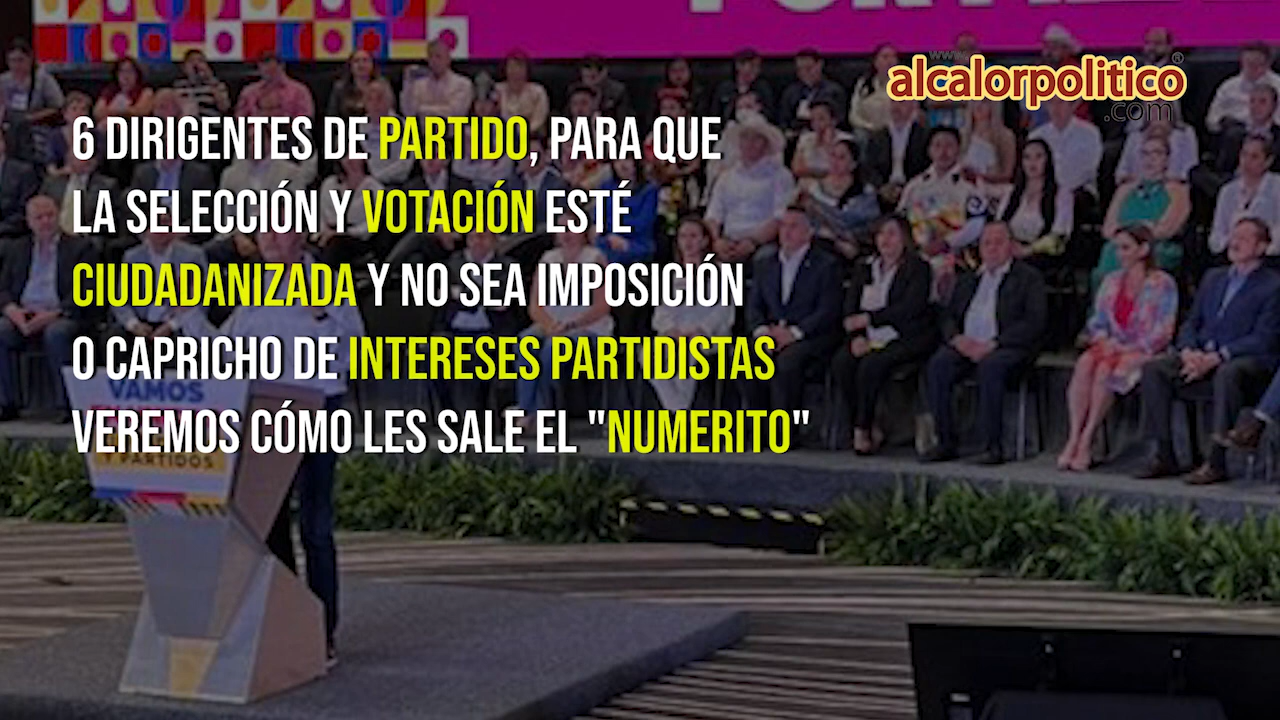 www.
alcalorpolitico®
.com
6 DIRIGENTES DE PARTIDO, PARA QUE
LA SELECCIÓN Y VOTACIÓN ESTÉ
CIUDADANIZADA Y NO SEA IMPOSICIÓN
O CAPRICHO DE INTERESES PARTIDISTAS
VEREMOS CÓMO LES SALE EL "NUMERITO"
VAMOS
Y PARTIDOS